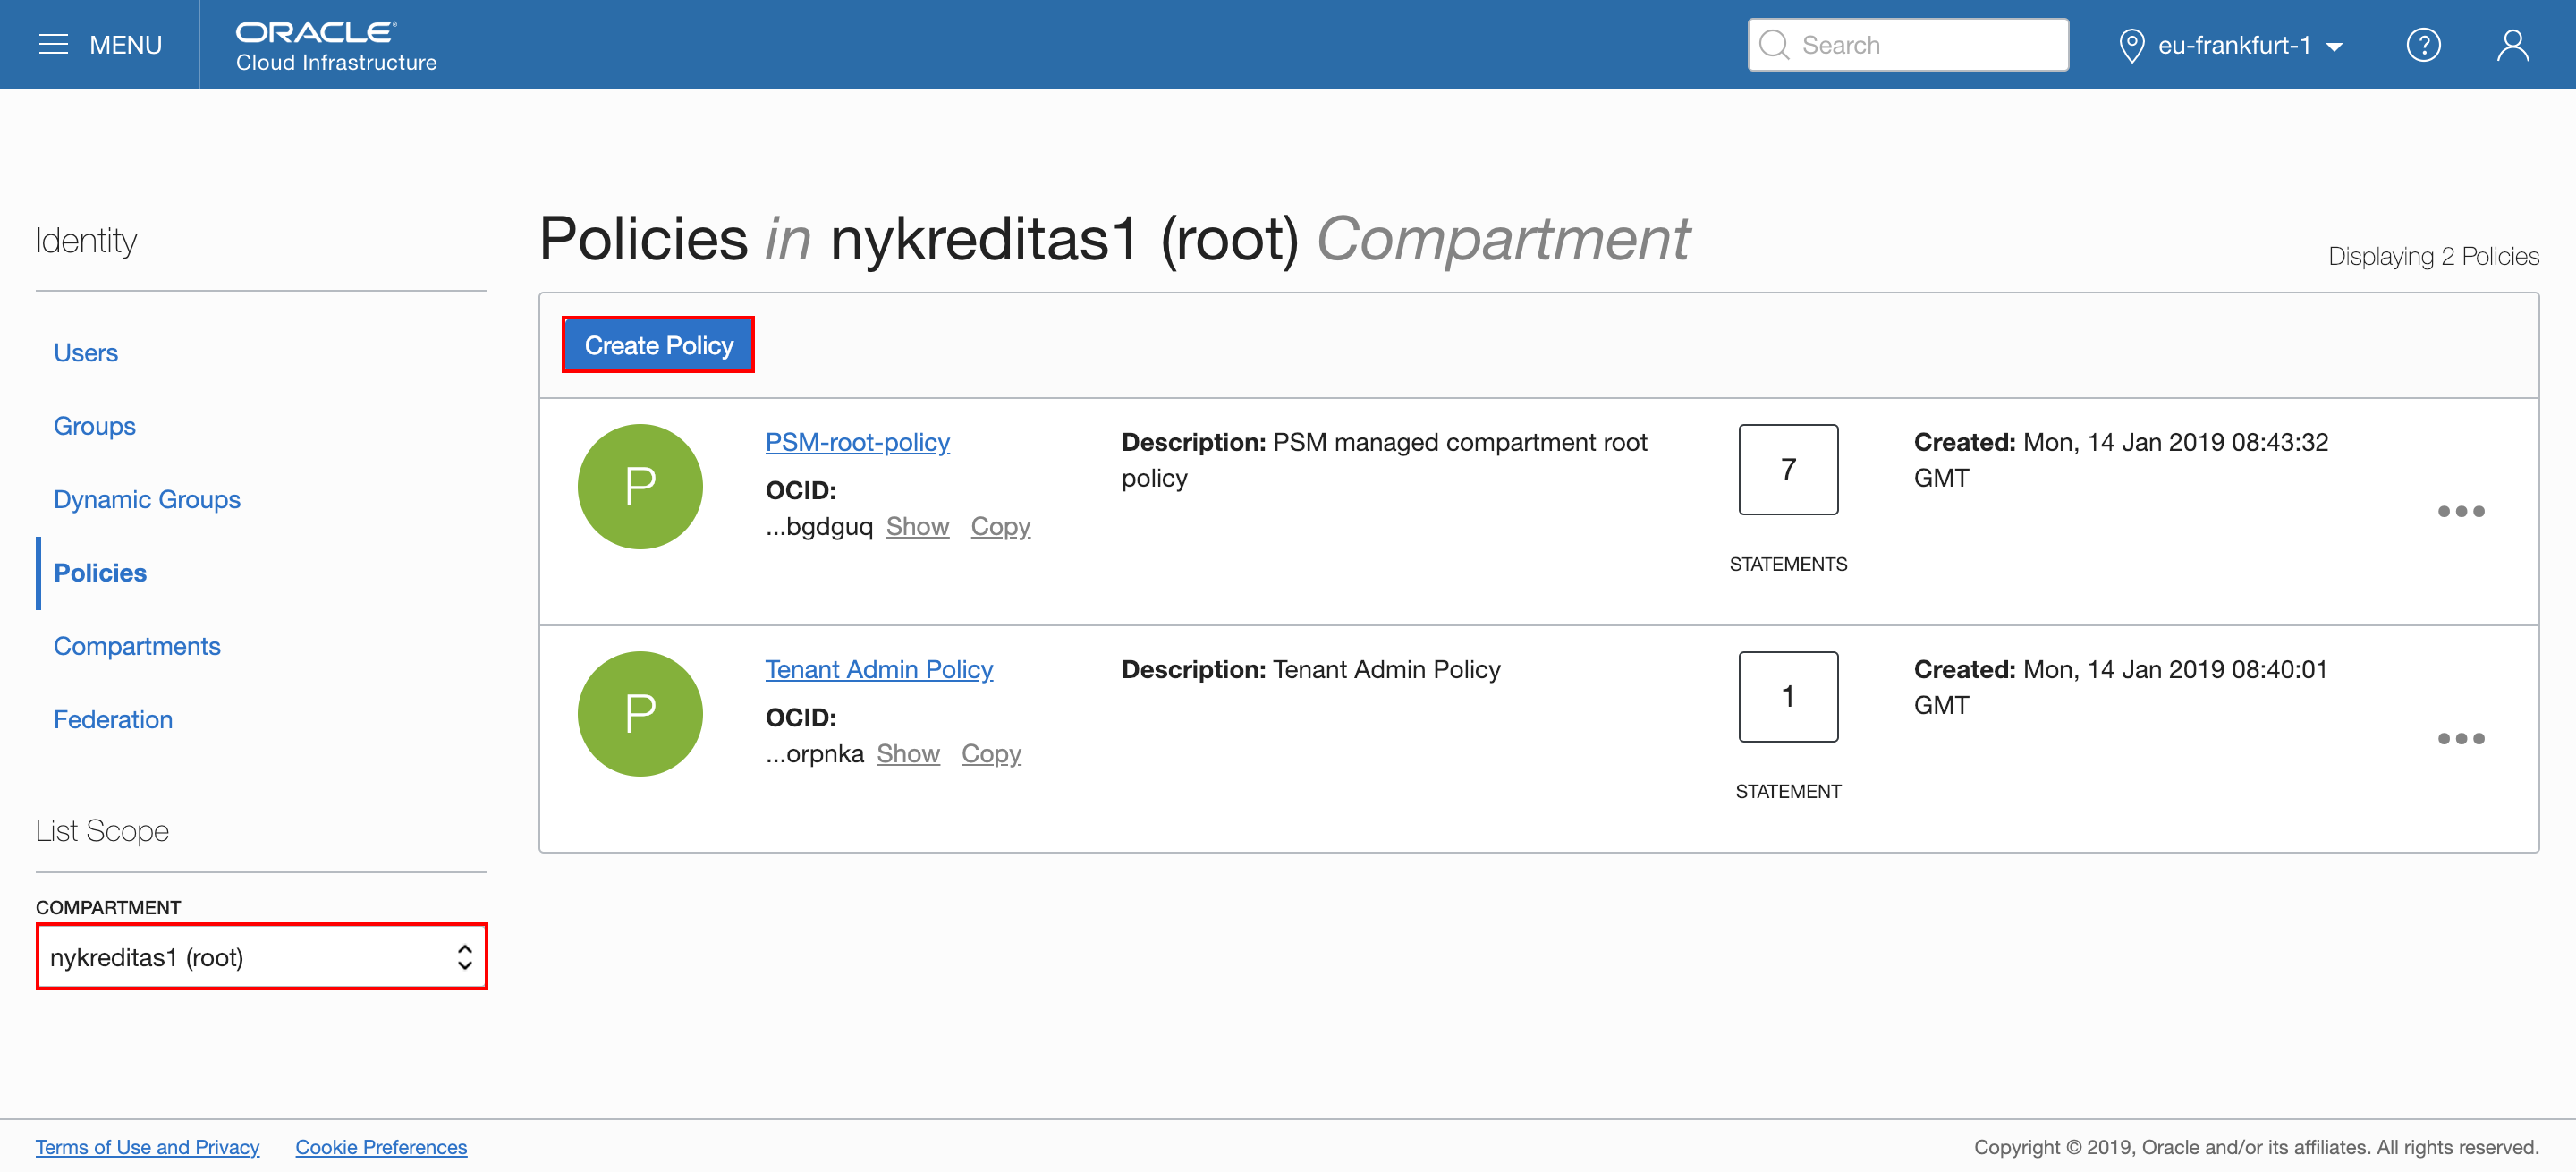 MENU
ORACLE
Cloud Infrastructure
Search
eu-frankfurt-1
?
Identity
Users
Groups
Dynamic Groups
Policies
Compartments
Federation
List Scope
COMPARTMENT
nykreditas1 (root)
Policies in nykreditas1 (root) Compartment
Displaying 2 Policies
Create Policy
P
PSM-root-policy
OCID:
...bgdguq Show Copy
Description: PSM managed compartment root
policy
7
STATEMENTS
Created: Mon, 14 Jan 2019 08:43:32
GMT
P
Tenant Admin Policy
OCID:
...orpnka Show Copy
Description: Tenant Admin Policy
1
STATEMENT
Created: Mon, 14 Jan 2019 08:40:01
GMT
Terms of Use and Privacy Cookie Preferences
Copyright © 2019, Oracle and/or its affiliates. All rights reserved.